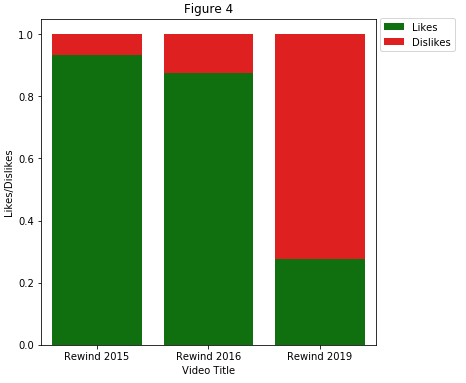 Figure 4
Likes
Dislikes
1.0
0.8
0.6
0.4
0.2
0.0
Likes/Dislikes
Rewind 2015
Rewind 2016
Rewind 2019
Video Title